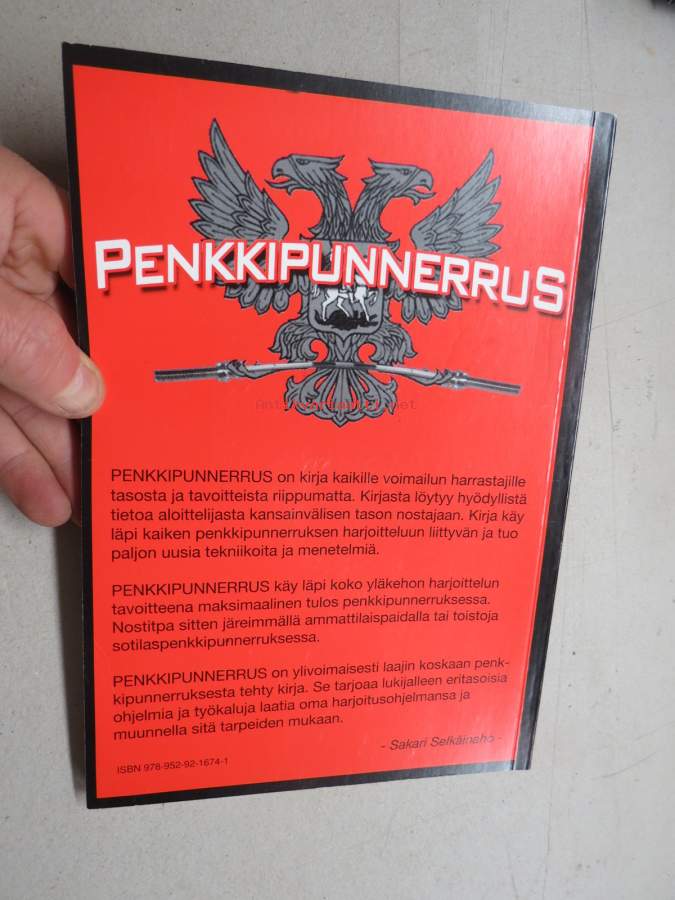 PENKKIPUNNERRUS
Antikvariaatti.net
PENKKIPUNNERRUS on kirja kaikille voimailun harrastajille
tasosta ja tavoitteista riippumatta. Kirjasta löytyy hyödyllistä
tietoa aloittelijasta kansainvälisen tason nostajaan. Kirja käy
läpi kaiken penkkipunnerruksen harjoitteluun liittyvän ja tuo
paljon uusia tekniikoita ja menetelmiä.
PENKKIPUNNERRUS käy läpi koko yläkehon harjoittelun
tavoitteena maksimaalinen tulos penkkipunnerruksessa.
Nostitpa sitten järeimmällä ammattilaispaidalla tai toistoja
sotilaspenkkipunnerruksessa.
PENKKIPUNNERRUS on ylivoimaisesti laajin koskaan penk-
kipunnerruksesta tehty kirja. Se tarjoaa lukijalleen eritasoisia
ohjelmia ja työkaluja laatia oma harjoitusohjelmansa ja
muunnella sitä tarpeiden mukaan.
- Sakari Selkäinaho -
ISBN 978-952-92-1674-1